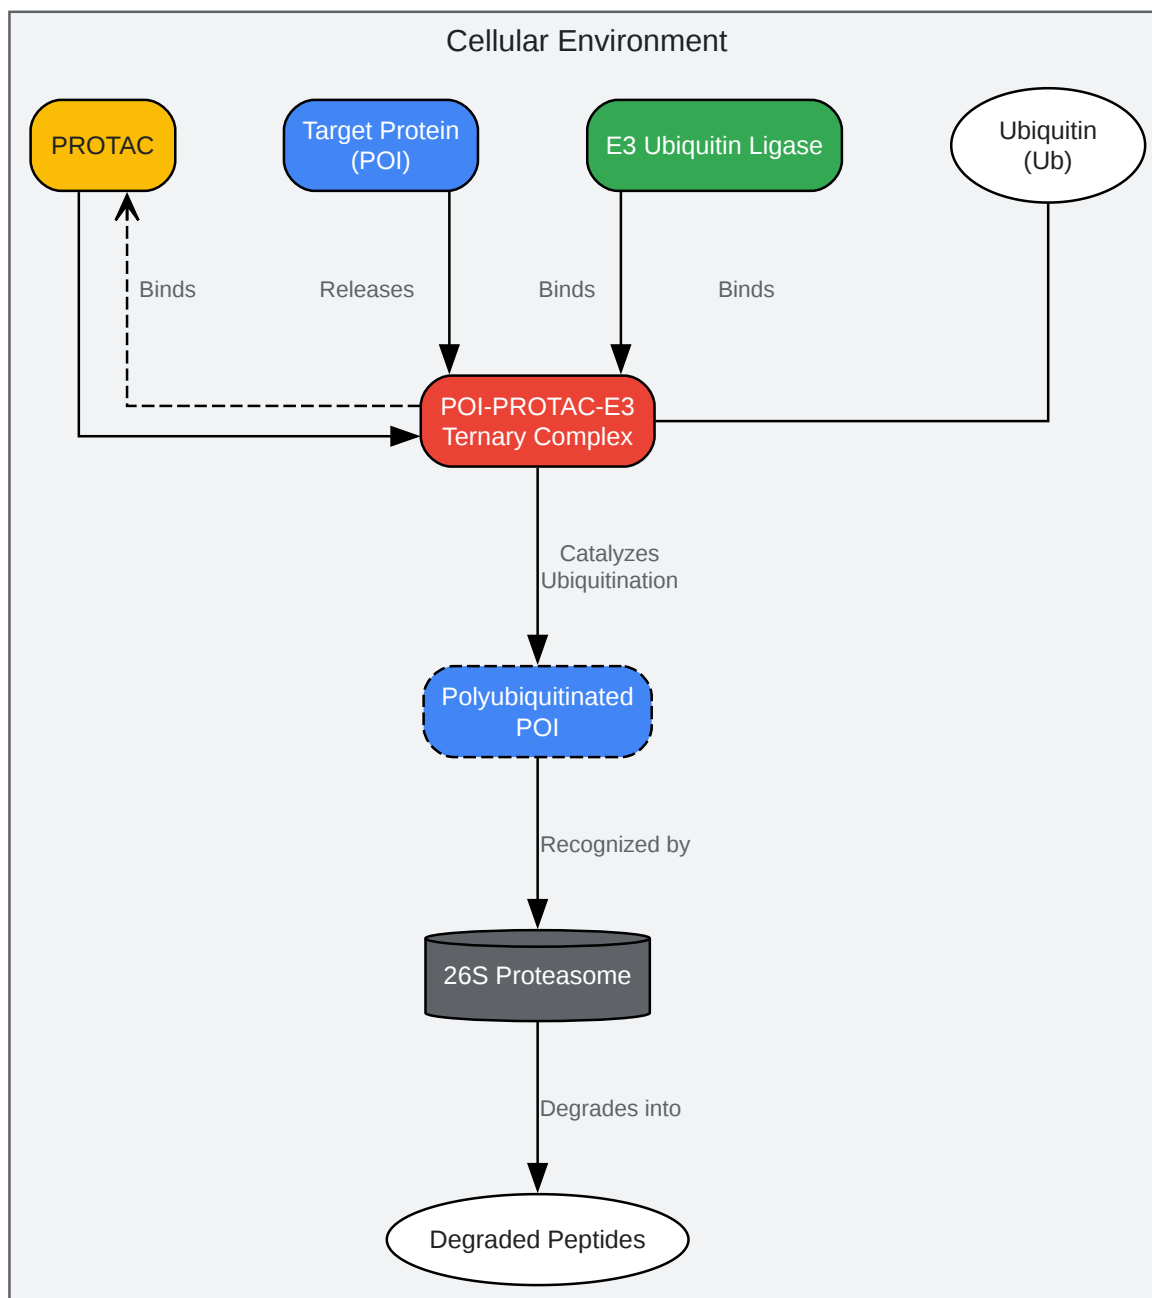 Cellular Environment
PROTAC
Target Protein
(POI)
E3 Ubiquitin Ligase
Ubiquitin
(Ub)
Binds
Releases
Binds
Binds
POI-PROTAC-E3
Ternary Complex
Catalyzes
Ubiquitination
Polyubiquitinated
POI
Recognized by
26S Proteasome
Degrades into
Degraded Peptides